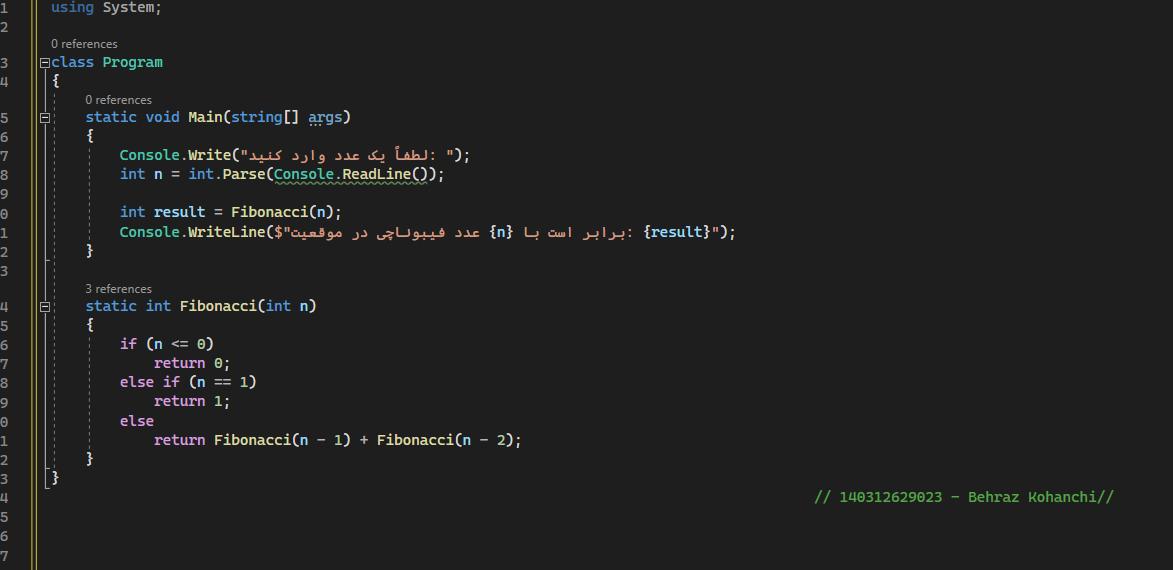 1 using System;
2
0 references
3 class Program
4 {
0 references
5 static void Main(string[] args)
6 {
7 Console.Write("لطفاً یک عدد وارد کنید: ");
8 int n = int.Parse(Console.ReadLine());
9
0 int result = Fibonacci(n);
1 Console.WriteLine($"عدد فیبوناچی در موقعیت {n} برابر است با: {result}");
2 }
3
3 references
4 static int Fibonacci(int n)
5 {
6 if (n <= 0)
7 return 0;
8 else if (n == 1)
9 return 1;
0 else
1 return Fibonacci(n - 1) + Fibonacci(n - 2);
2 }
3 }
4 // 140312629023 - Behraz Kohanchi//
5
6
7